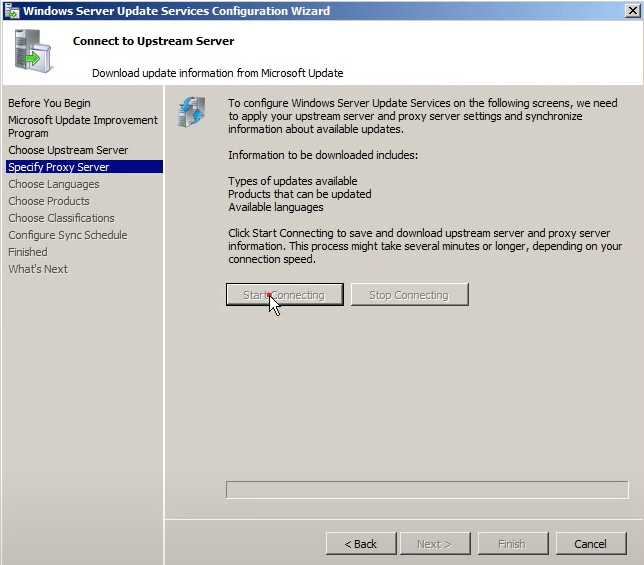 Windows Server Update Services Configuration Wizard
Connect to Upstream Server
Download update information from Microsoft Update
Before You Begin
Microsoft Update Improvement
Program
Choose Upstream Server
Specify Proxy Server
Choose Languages
Choose Products
Choose Classifications
Configure Sync Schedule
Finished
What's Next
To configure Windows Server Update Services on the following screens, we need
to apply your upstream server and proxy server settings and synchronize
information about available updates.
Information to be downloaded includes:
Types of updates available
Products that can be updated
Available languages
Click Start Connecting to save and download upstream server and proxy server
information. This process might take several minutes or longer, depending on your
connection speed.
Start Connecting
Stop Connecting
< Back
Next >
Finish
Cancel